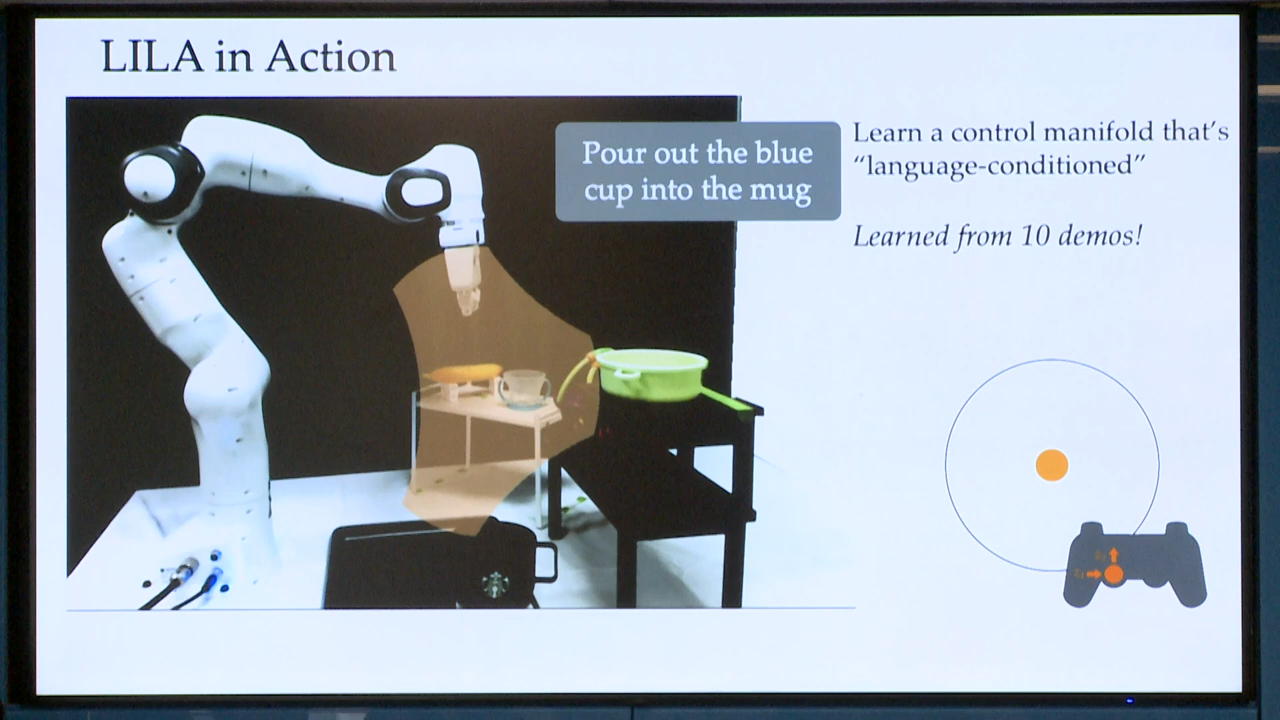 LILA in Action
Pour out the blue
cup into the mug
Learn a control manifold that's
“language-conditioned”
Learned from 10 demos!